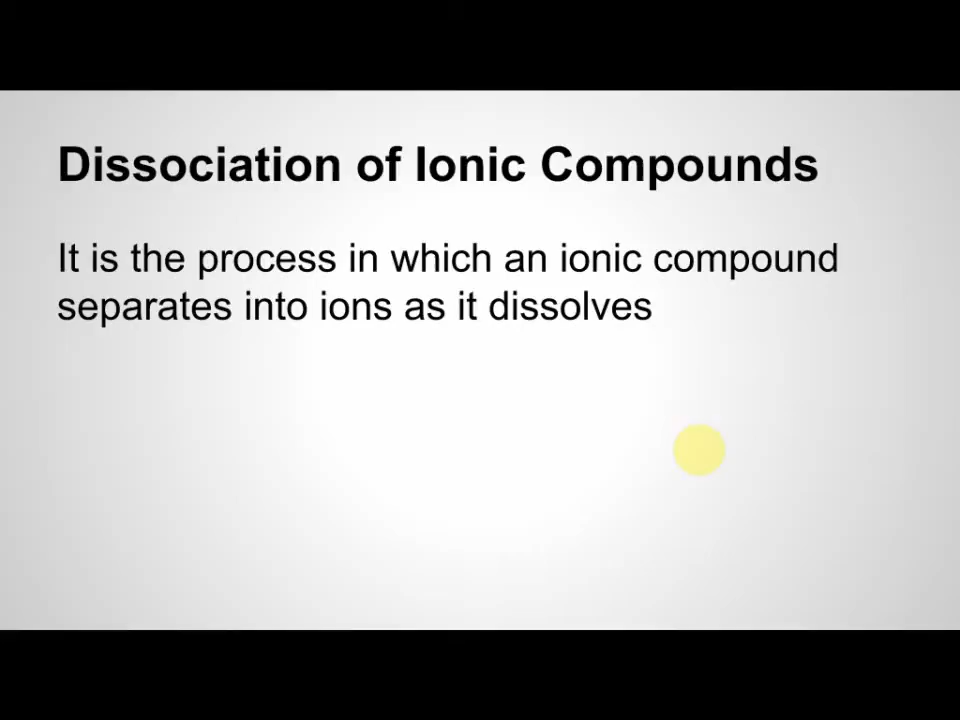 Dissociation of Ionic Compounds
It is the process in which an ionic compound
separates into ions as it dissolves